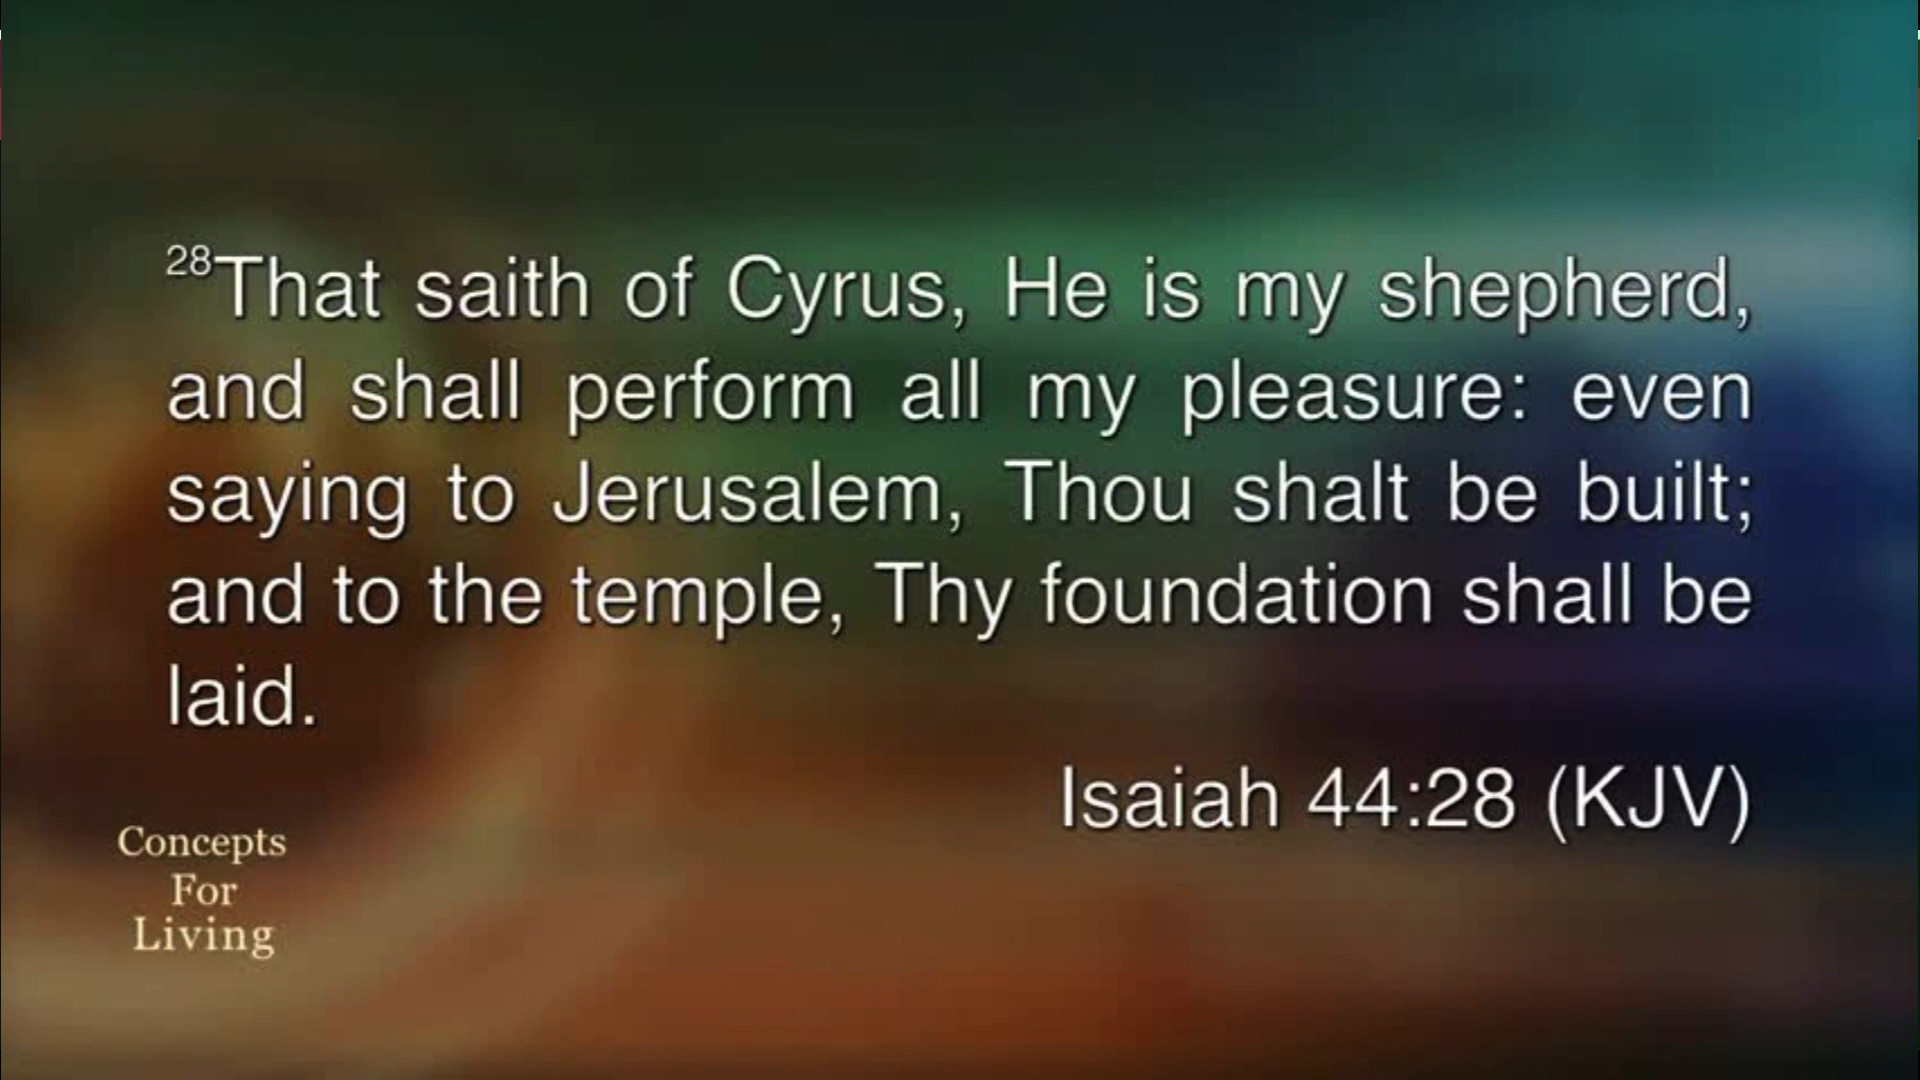 28That saith of Cyrus, He is my shepherd,
and shall perform all my pleasure: even
saying to Jerusalem, Thou shalt be built;
and to the temple, Thy foundation shall be
laid.
Isaiah 44:28 (KJV)
Concepts
For
Living